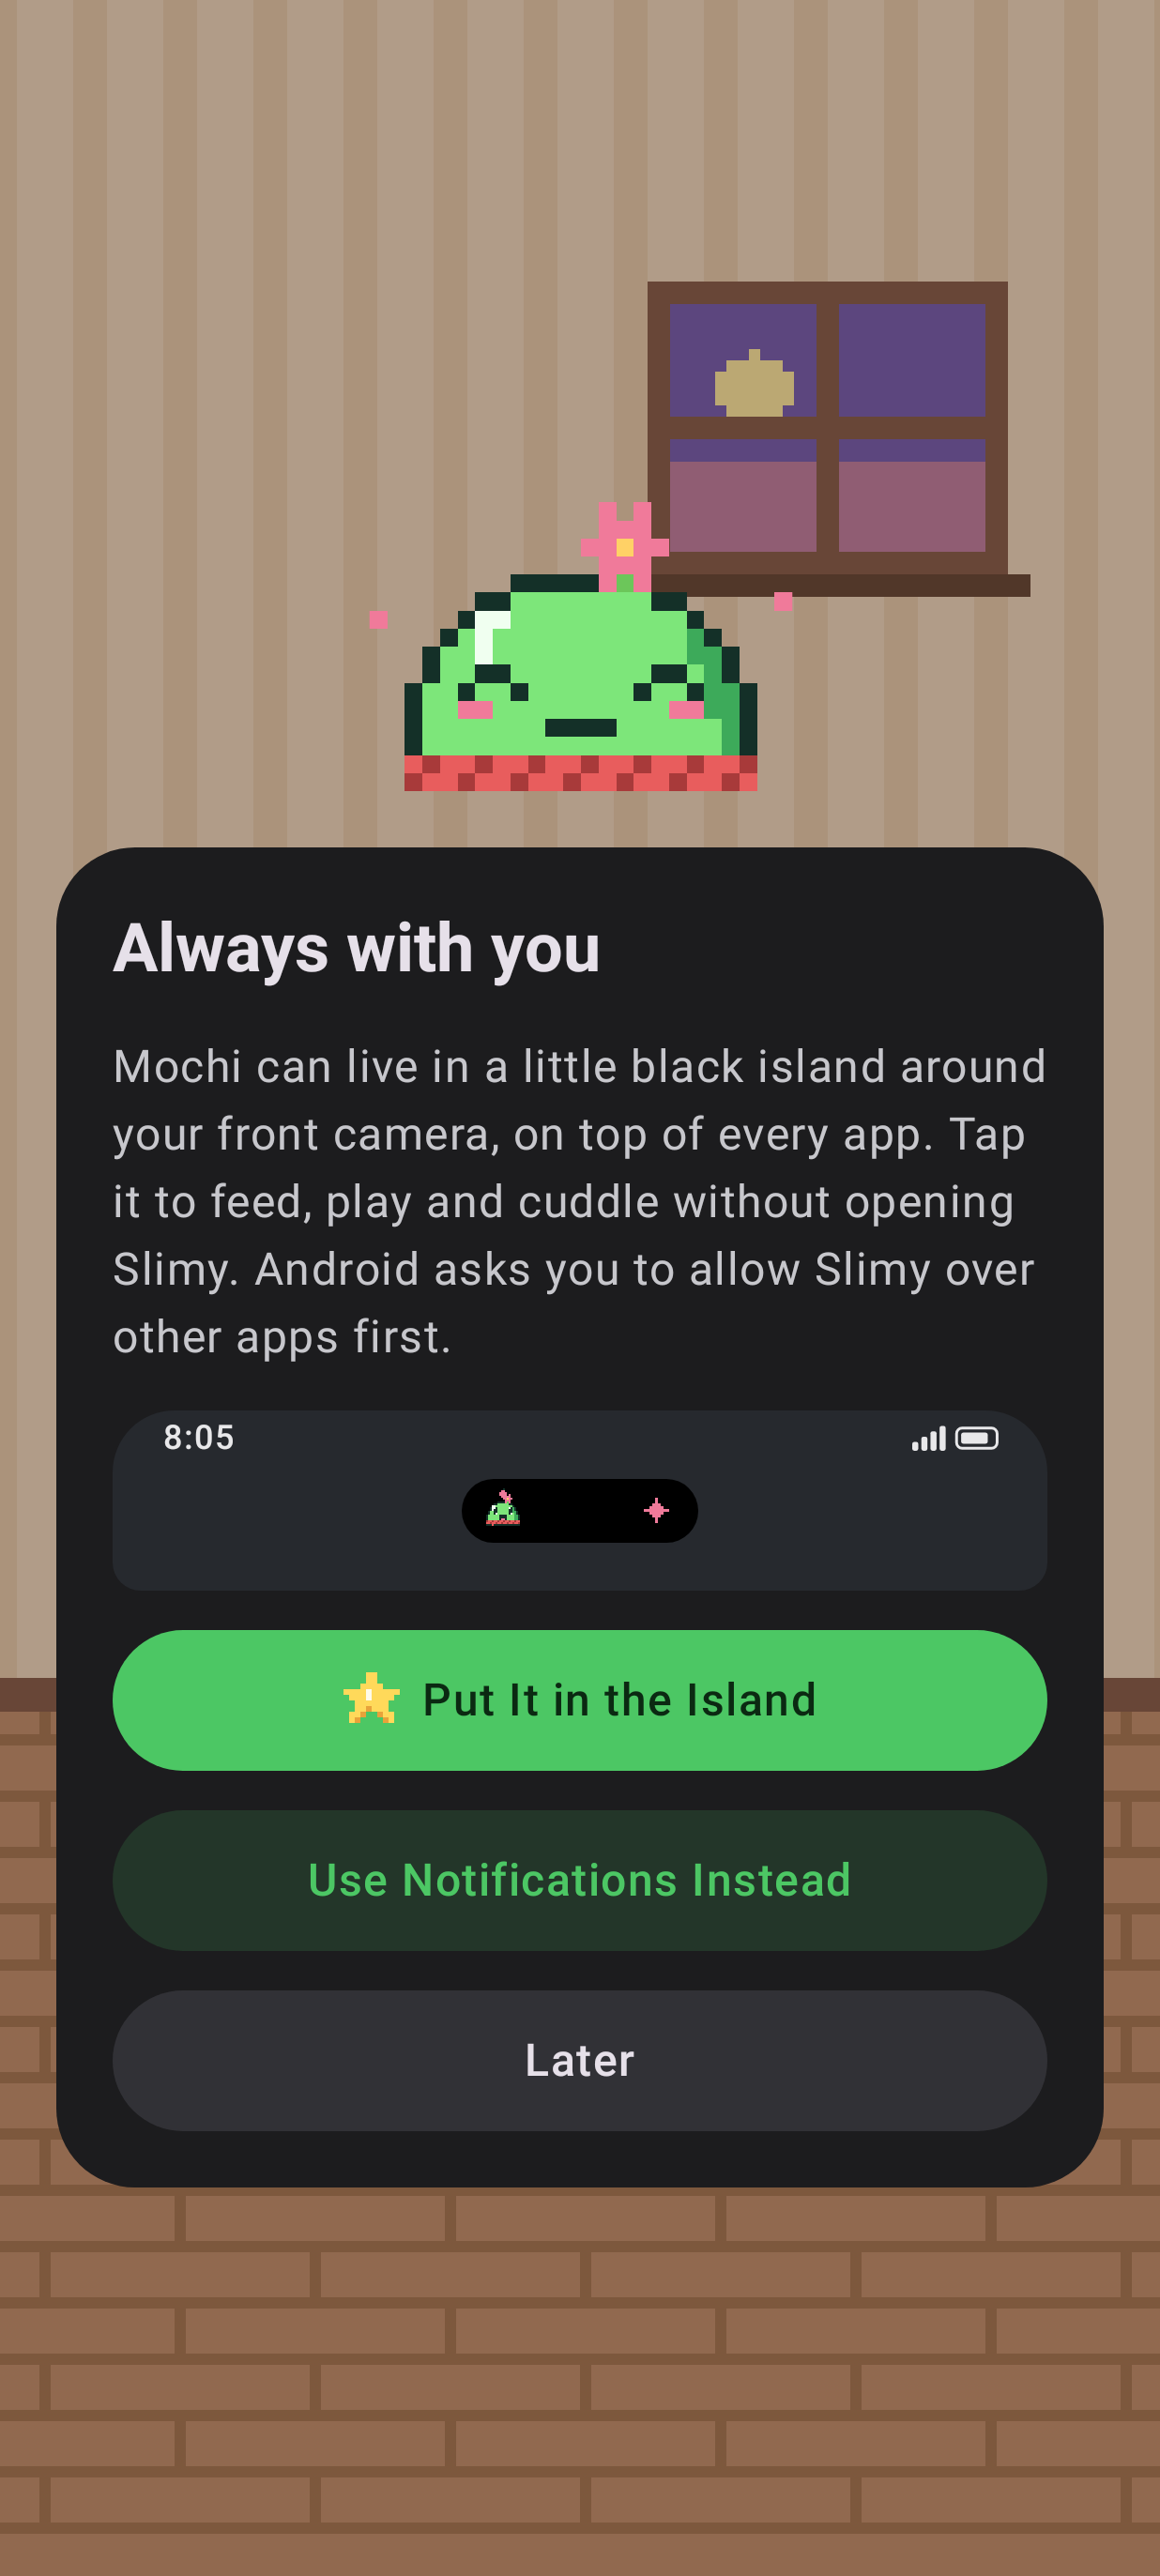 Always with you
Mochi can live in a little black island around
your front camera, on top of every app. Tap
it to feed, play and cuddle without opening
Slimy. Android asks you to allow Slimy over
other apps first.
8:05
Put It in the Island
Use Notifications Instead
Later